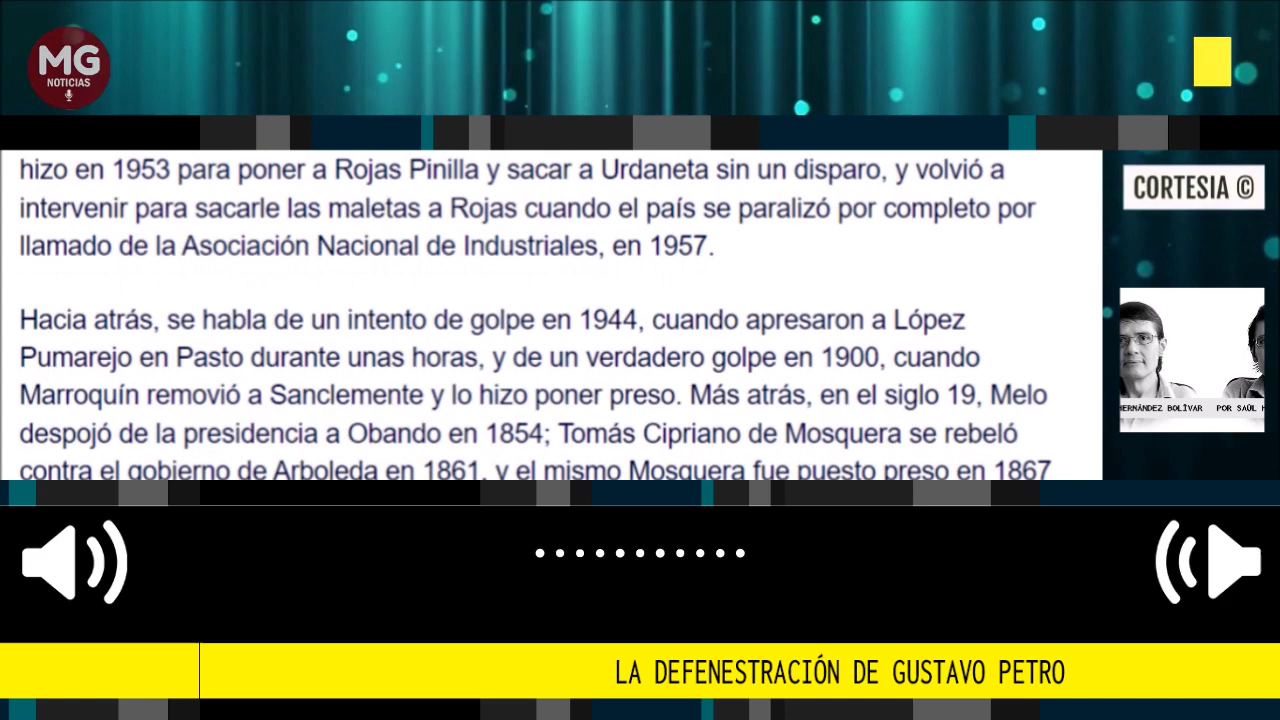 MG
NOTICIAS
hizo en 1953 para poner a Rojas Pinilla y sacar a Urdaneta sin un disparo, y volvió a
intervenir para sacarle las maletas a Rojas cuando el país se paralizó por completo por
llamado de la Asociación Nacional de Industriales, en 1957.
Hacia atrás, se habla de un intento de golpe en 1944, cuando apresaron a López
Pumarejo en Pasto durante unas horas, y de un verdadero golpe en 1900, cuando
Marroquín removió a Sanclemente y lo hizo poner preso. Más atrás, en el siglo 19, Melo
despojó de la presidencia a Obando en 1854; Tomás Cipriano de Mosquera se rebeló
contra el gobierno de Arboleda en 1861, y el mismo Mosquera fue puesto preso en 1867
CORTESIA ©
HERNÁNDEZ BOLÍVAR POR SAÚL
LA DEFENESTRACIÓN DE GUSTAVO PETRO